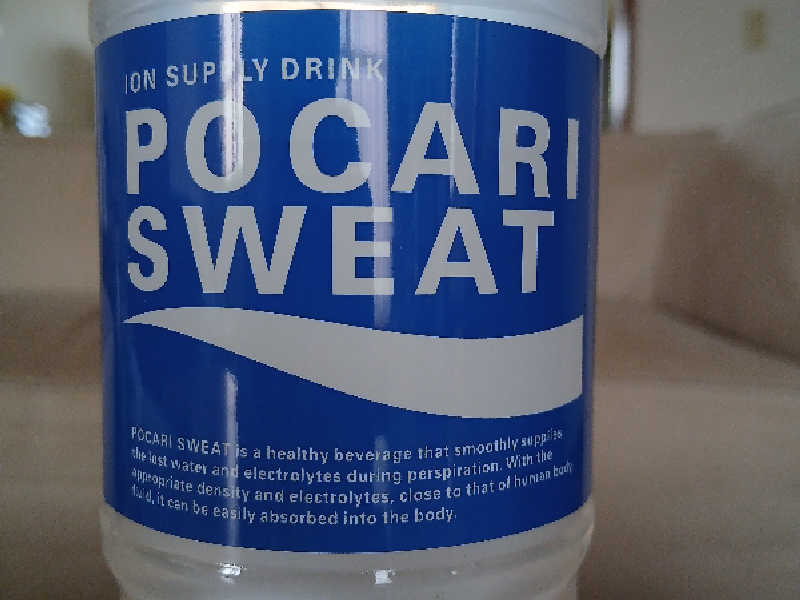 ION SUPPLY DRINK
POCARI
SWEAT
POCARI SWEAT is a healthy beverage that smoothly supplies
the lost water and electrolytes during perspiration. With the
appropriate density and electrolytes, close to that of human body
fluid, it can be easily absorbed into the body.